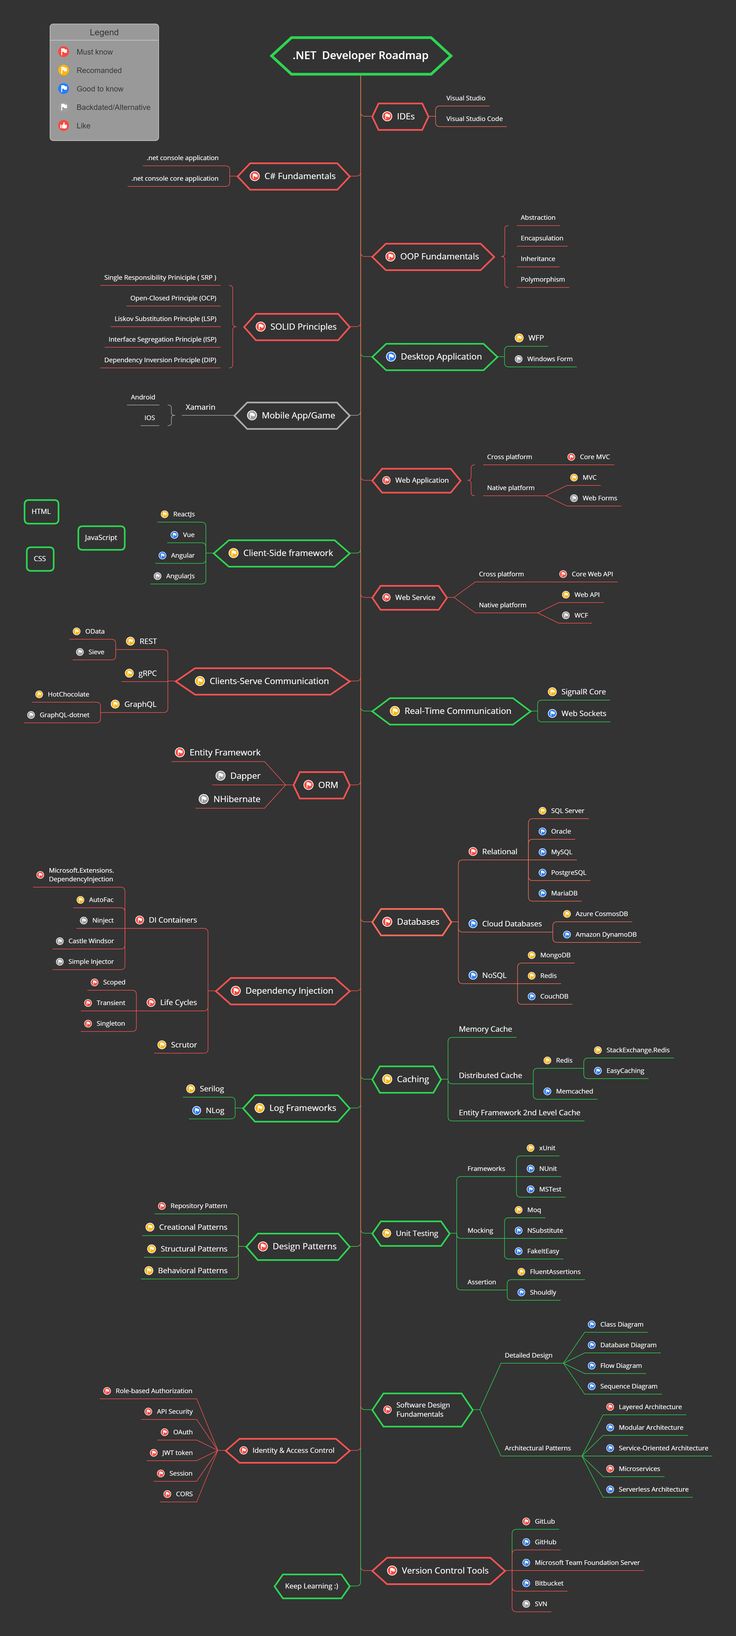 Legend
Must know
Recomanded
Good to know
Backdated/Alternative
Like
.NET  Developer Roadmap
IDEs
Visual Studio
Visual Studio Code
C# Fundamentals
.net console application
.net console core application
OOP Fundamentals
Abstraction
Encapsulation
Inheritance
Polymorphism
SOLID Principles
Single Responsibility Priniciple ( SRP )
Open-Closed Principle (OCP)
Liskov Substitution Principle (LSP)
Interface Segregation Principle (ISP)
Dependency Inversion Principle (DIP)
Desktop Application
WFP
Windows Form
Mobile App/Game
Xamarin
Android
IOS
Web Application
Cross platform
Core MVC
Native platform
MVC
Web Forms
HTML
JavaScript
CSS
Client-Side framework
ReactJs
Vue
Angular
AngularJs
Web Service
Cross platform
Core Web API
Native platform
Web API
WCF
Clients-Serve Communication
REST
OData
Sieve
gRPC
GraphQL
HotChocolate
GraphQL-dotnet
Real-Time Communication
SignalR Core
Web Sockets
ORM
Entity Framework
Dapper
NHibernate
Databases
Relational
SQL Server
Oracle
MySQL
PostgreSQL
MariaDB
Cloud Databases
Azure CosmosDB
Amazon DynamoDB
NoSQL
MongoDB
Redis
CouchDB
Dependency Injection
DI Containers
Microsoft.Extensions.
DependencyInjection
AutoFac
Ninject
Castle Windsor
Simple Injector
Life Cycles
Scoped
Transient
Singleton
Scrutor
Caching
Memory Cache
Distributed Cache
Redis
StackExchange.Redis
EasyCaching
Memcached
Entity Framework 2nd Level Cache
Log Frameworks
Serilog
NLog
Unit Testing
Frameworks
xUnit
NUnit
MSTest
Mocking
Moq
NSubstitute
FakeItEasy
Assertion
FluentAssertions
Shouldly
Design Patterns
Repository Pattern
Creational Patterns
Structural Patterns
Behavioral Patterns
Software Design
Fundamentals
Detailed Design
Class Diagram
Database Diagram
Flow Diagram
Sequence Diagram
Architectural Patterns
Layered Architecture
Modular Architecture
Service-Oriented Architecture
Microservices
Serverless Architecture
Identity & Access Control
Role-based Authorization
API Security
OAuth
JWT token
Session
CORS
Version Control Tools
GitLub
GitHub
Microsoft Team Foundation Server
Bitbucket
SVN
Keep Learning :)